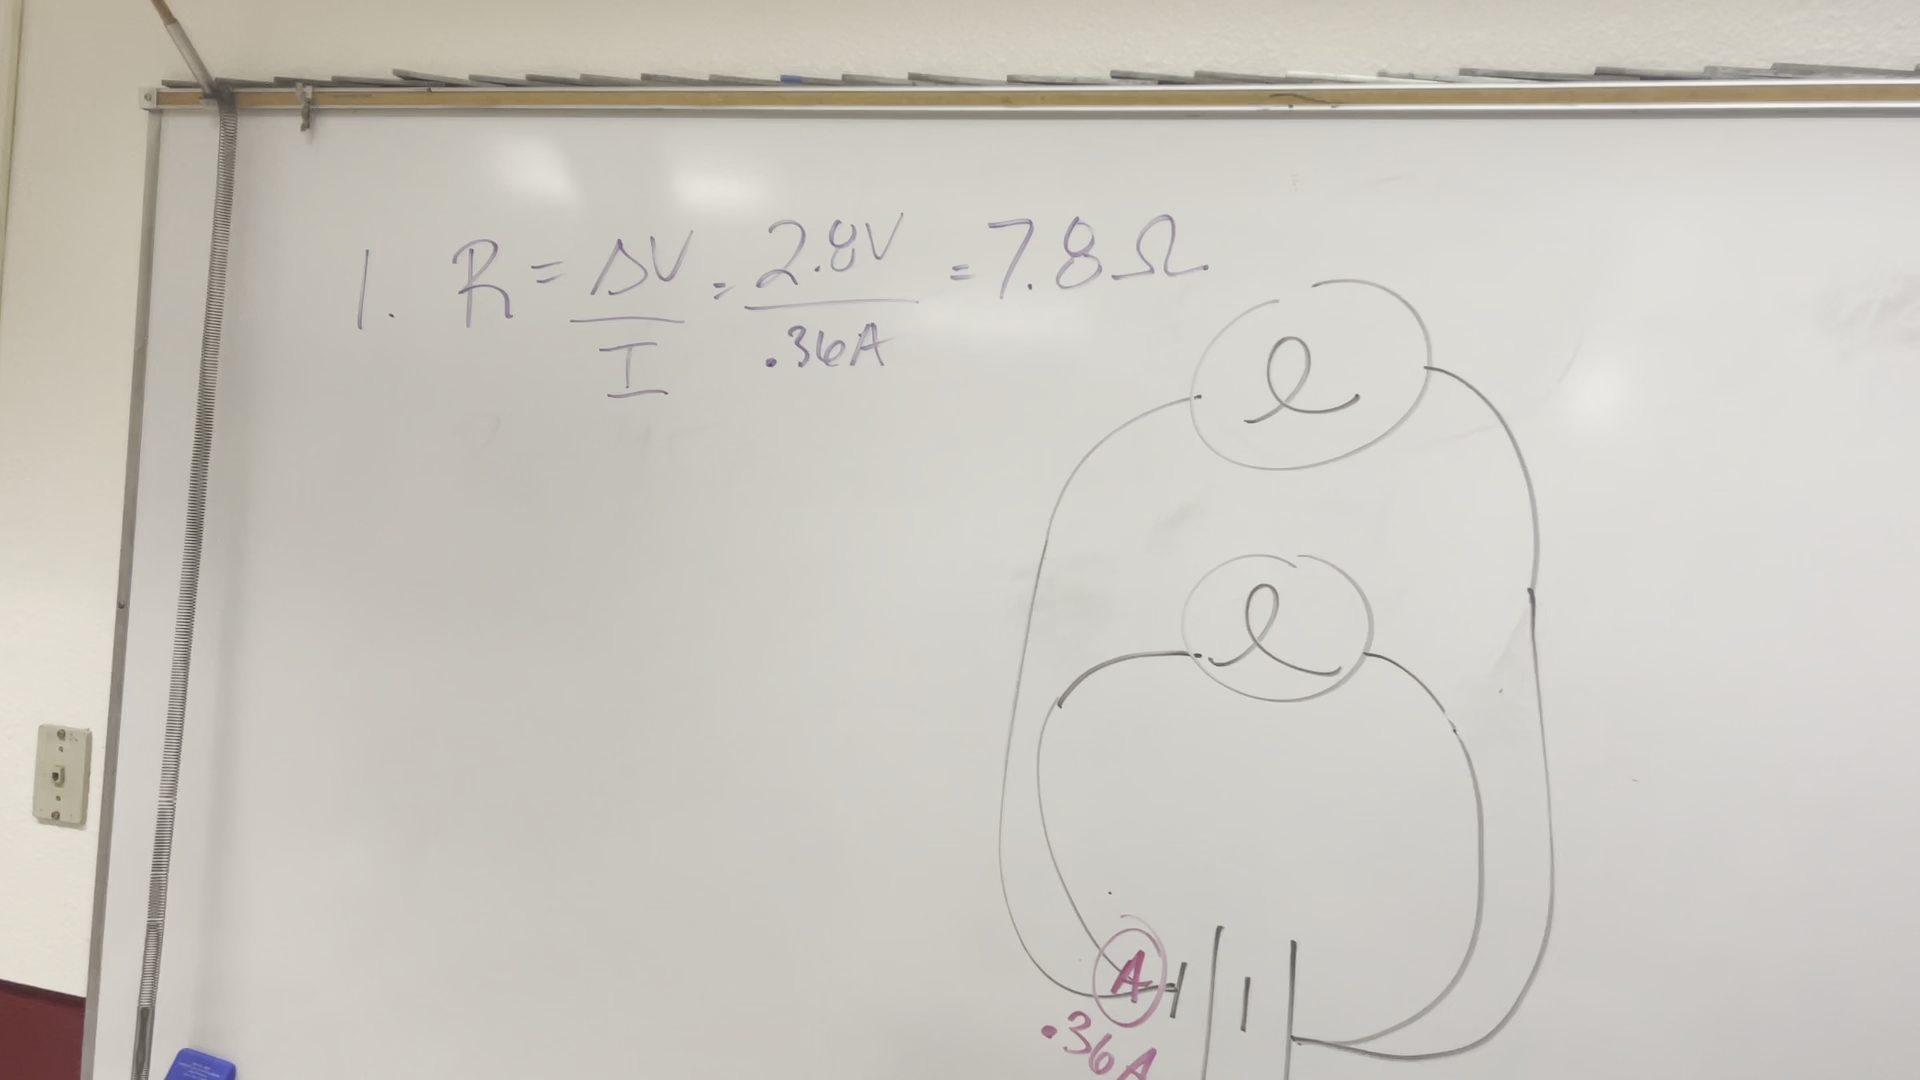 1. R = ΔV / I = 2.8V / .36A = 7.8 Ω
A
.36A